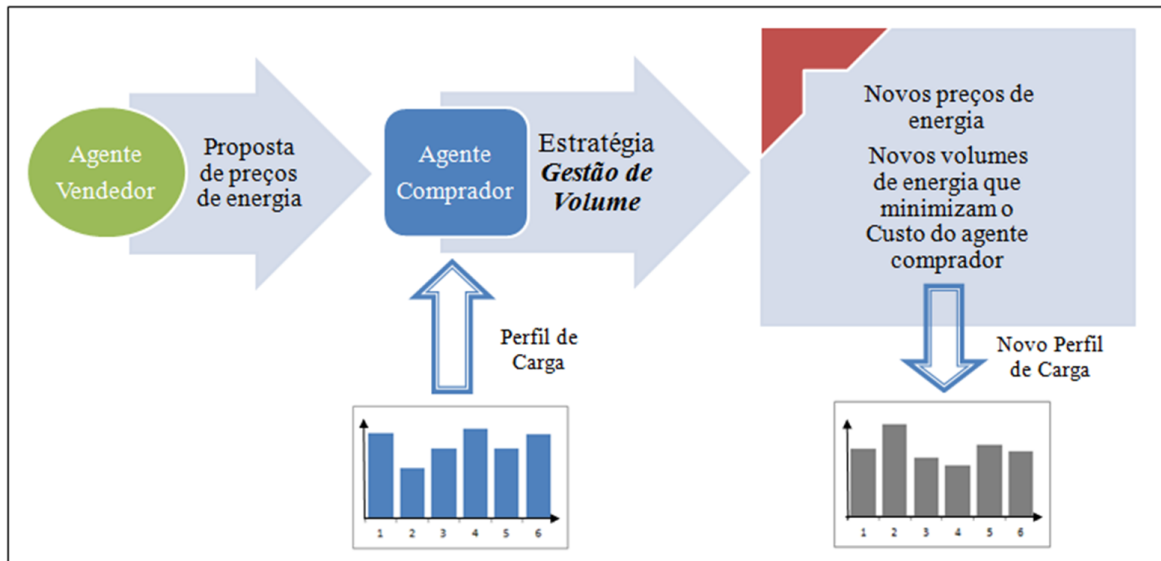 Agente
Vendedor
Proposta
de preços
de energia
Agente
Comprador
Estratégia
Gestão de
Volume
Novos preços de
energia
Novos volumes
de energia que
minimizam o
Custo do agente
comprador
Perfil de
Carga
Novo Perfil
de Carga
1 2 3 4 5 6
1 2 3 4 5 6